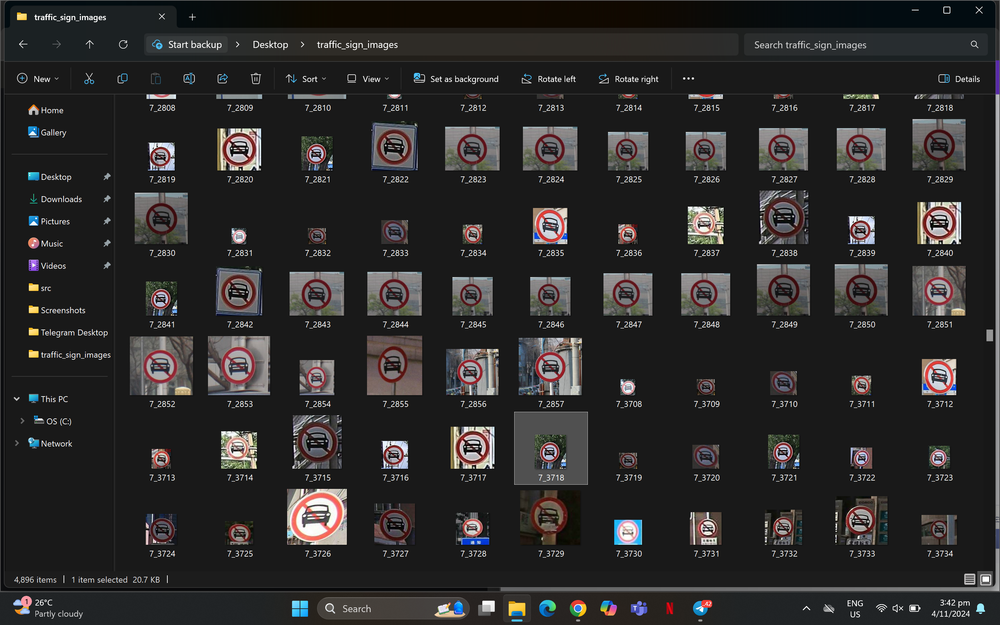 traffic_sign_images
Start backup > Desktop > traffic_sign_images
Search traffic_sign_images
New
Sort
View
Set as background
Rotate left
Rotate right
Details
Home
Gallery
Desktop
Downloads
Pictures
Music
Videos
src
Screenshots
Telegram Desktop
traffic_sign_images
This PC
OS (C:)
Network
7_2808 7_2809 7_2810 7_2811 7_2812 7_2813 7_2814 7_2815 7_2816 7_2817 7_2818
7_2819 7_2820 7_2821 7_2822 7_2823 7_2824 7_2825 7_2826 7_2827 7_2828 7_2829
7_2830 7_2831 7_2832 7_2833 7_2834 7_2835 7_2836 7_2837 7_2838 7_2839 7_2840
7_2841 7_2842 7_2843 7_2844 7_2845 7_2846 7_2847 7_2848 7_2849 7_2850 7_2851
7_2852 7_2853 7_2854 7_2855 7_2856 7_2857 7_3708 7_3709 7_3710 7_3711 7_3712
7_3713 7_3714 7_3715 7_3716 7_3717 7_3718 7_3719 7_3720 7_3721 7_3722 7_3723
通知
7_3724 7_3725 7_3726 7_3727 7_3728 7_3729 7_3730 7_3731 7_3732 7_3733 7_3734
4,896 items
1 item selected 20.7 KB
1
26°C
Partly cloudy
Search
..42
ENG
US
3:42 pm
4/11/2024